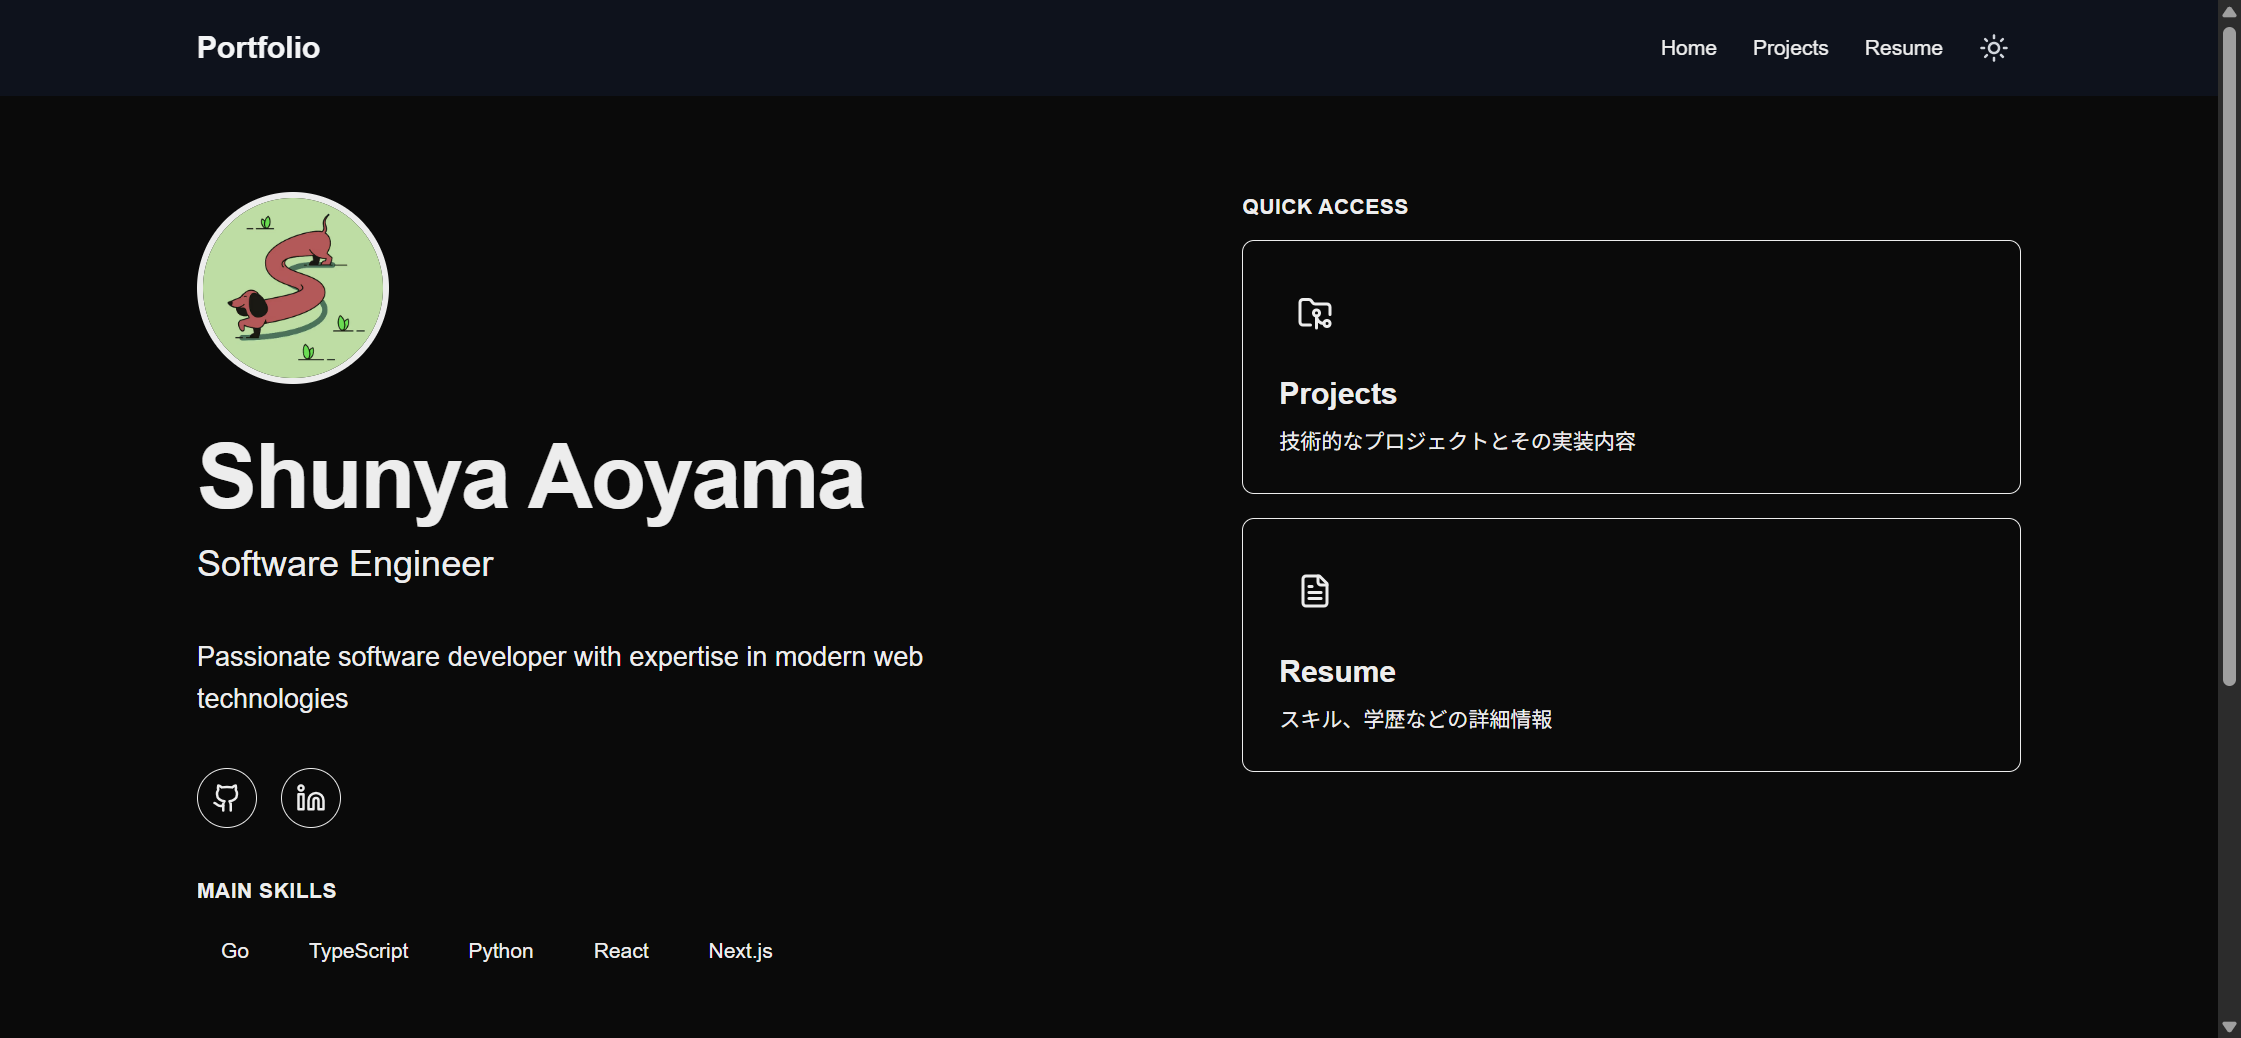 Portfolio
Home
Projects
Resume
Shunya Aoyama
Software Engineer
Passionate software developer with expertise in modern web
technologies
MAIN SKILLS
Go
TypeScript
Python
React
Next.js
QUICK ACCESS
Projects
技術的なプロジェクトとその実装内容
Resume
スキル、学歴などの詳細情報